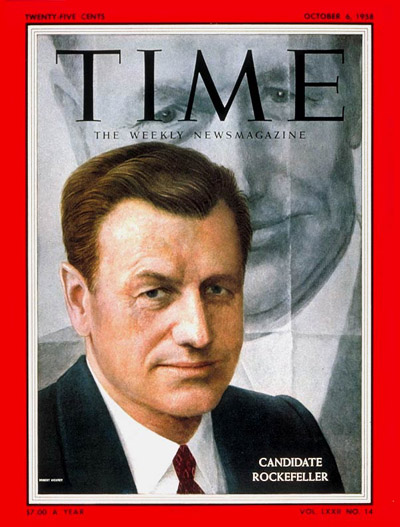 TWENTY-FIVE CENTS
OCTOBER 6, 1958
TIME
THE WEEKLY NEWSMAGAZINE
CANDIDATE
ROCKEFELLER
$7.00 A YEAR
VOL. LXXII NO. 14